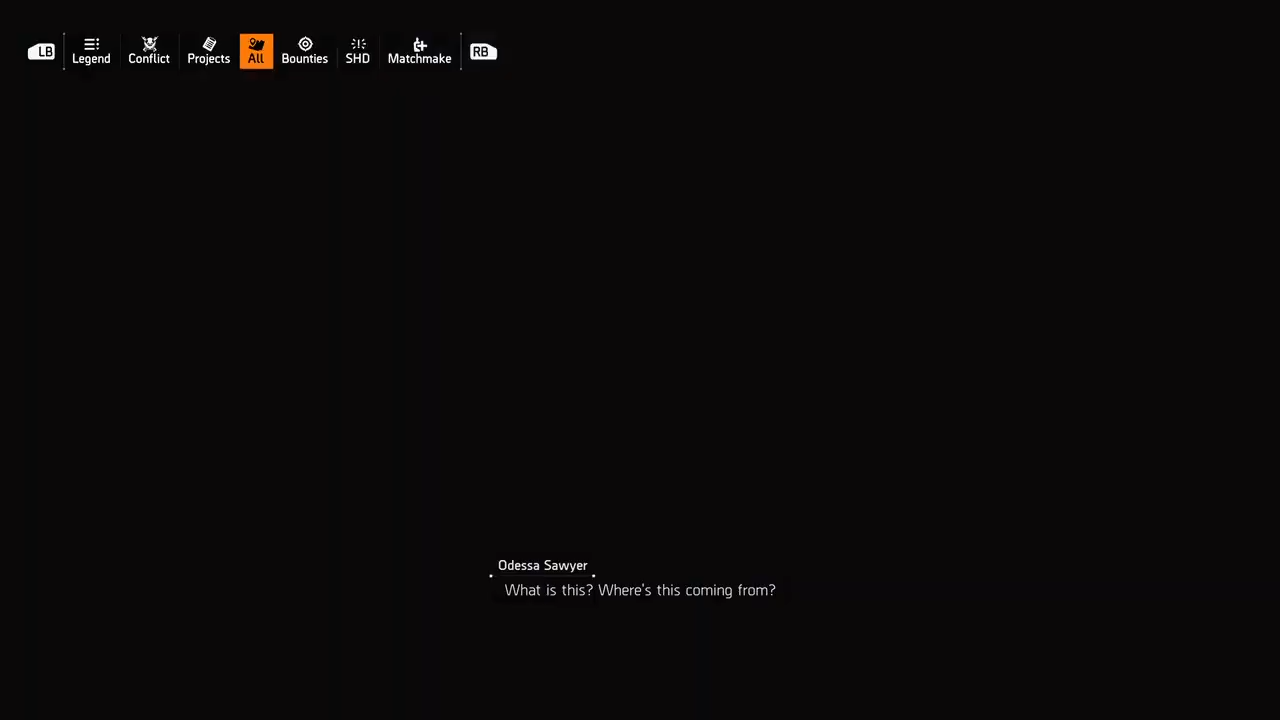 LB Legend Conflict Projects All Bounties SHD Matchmake RB
Odessa Sawyer
What is this? Where's this coming from?